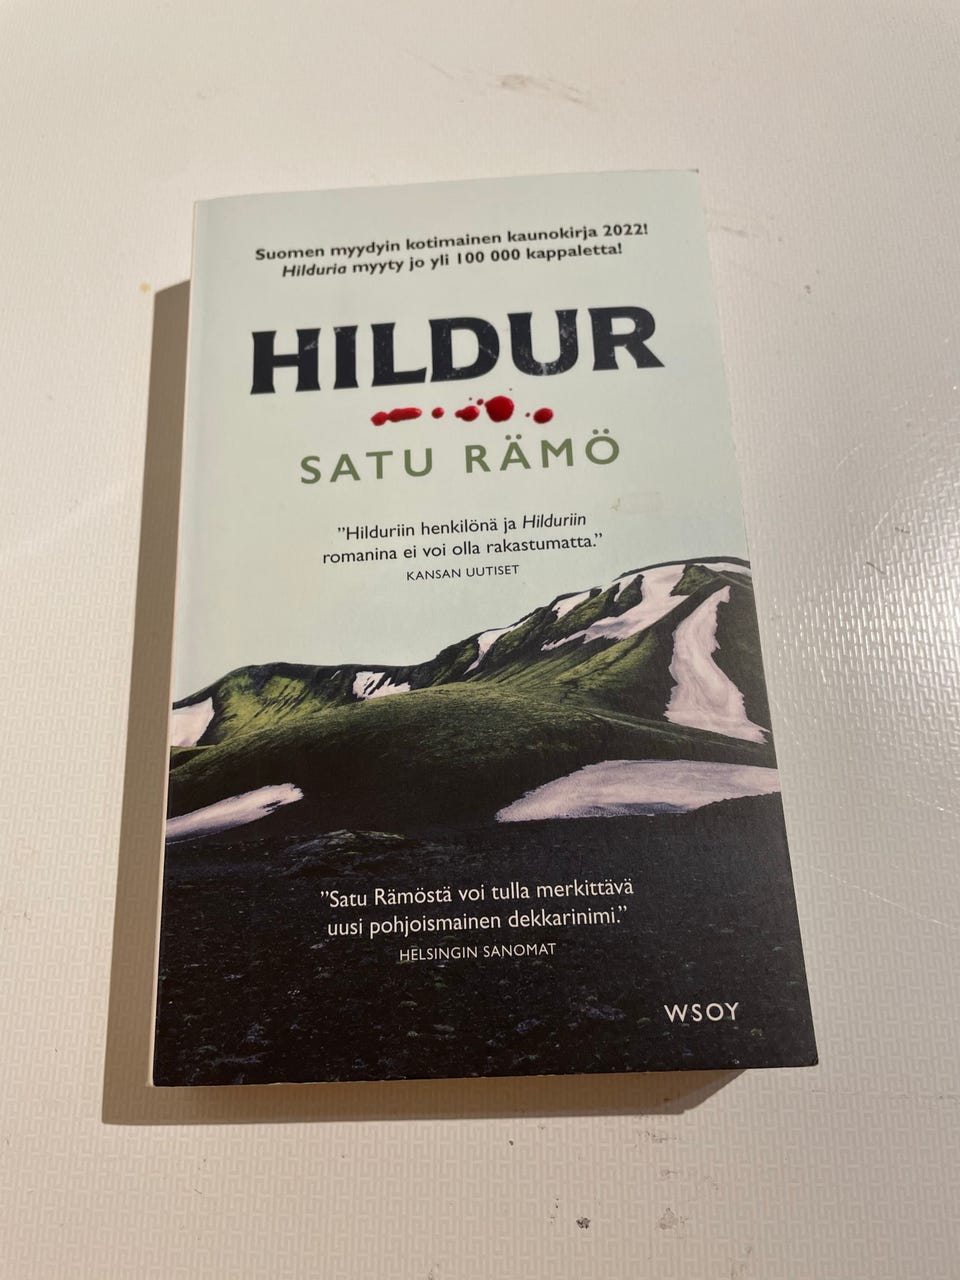 Suomen myydyin kotimainen kaunokirja 2022!
Hilduria myyty jo yli 100 000 kappaletta!
HILDUR
SATU RÄMÖ
”Hilduriin henkilönä ja Hilduriin
romanina ei voi olla rakastumatta.”
KANSAN UUTISET
”Satu Rämöstä voi tulla merkittävä
uusi pohjoismainen dekkarinimi.”
HELSINGIN SANOMAT
WSOY